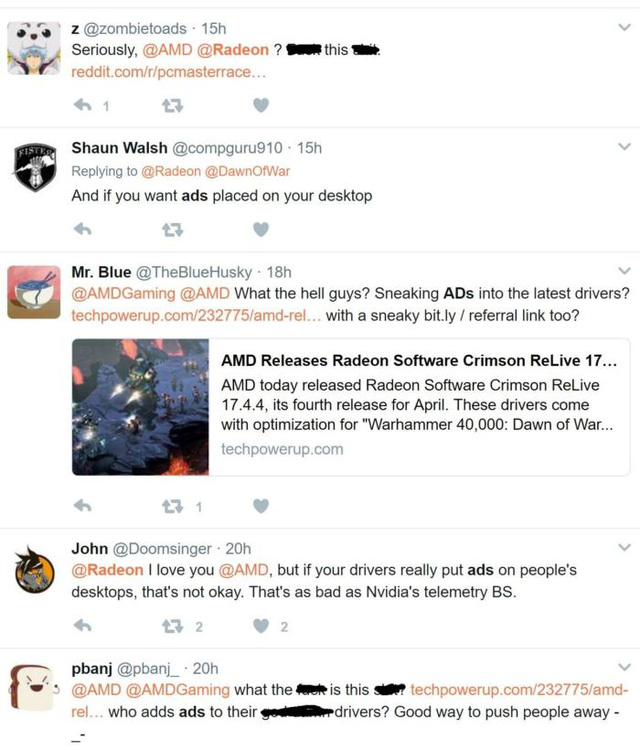 z @zombietoads · 15h
Seriously, @AMD @Radeon ? this
reddit.com/r/pcmasterrace...
1
Shaun Walsh @compguru910 · 15h
Replying to @Radeon @DawnOfWar
And if you want ads placed on your desktop
Mr. Blue @TheBlueHusky · 18h
@AMDGaming @AMD What the hell guys? Sneaking ADs into the latest drivers?
techpowerup.com/232775/amd-rel... with a sneaky bit.ly / referral link too?
AMD Releases Radeon Software Crimson ReLive 17...
AMD today released Radeon Software Crimson ReLive
17.4.4, its fourth release for April. These drivers come
with optimization for "Warhammer 40,000: Dawn of War...
techpowerup.com
1
John @Doomsinger · 20h
@Radeon I love you @AMD, but if your drivers really put ads on people's
desktops, that's not okay. That's as bad as Nvidia's telemetry BS.
2 2
pbanj @pbanj_ · 20h
@AMD @AMDGaming what the is this techpowerup.com/232775/amd-
rel... who adds ads to their drivers? Good way to push people away -
_-